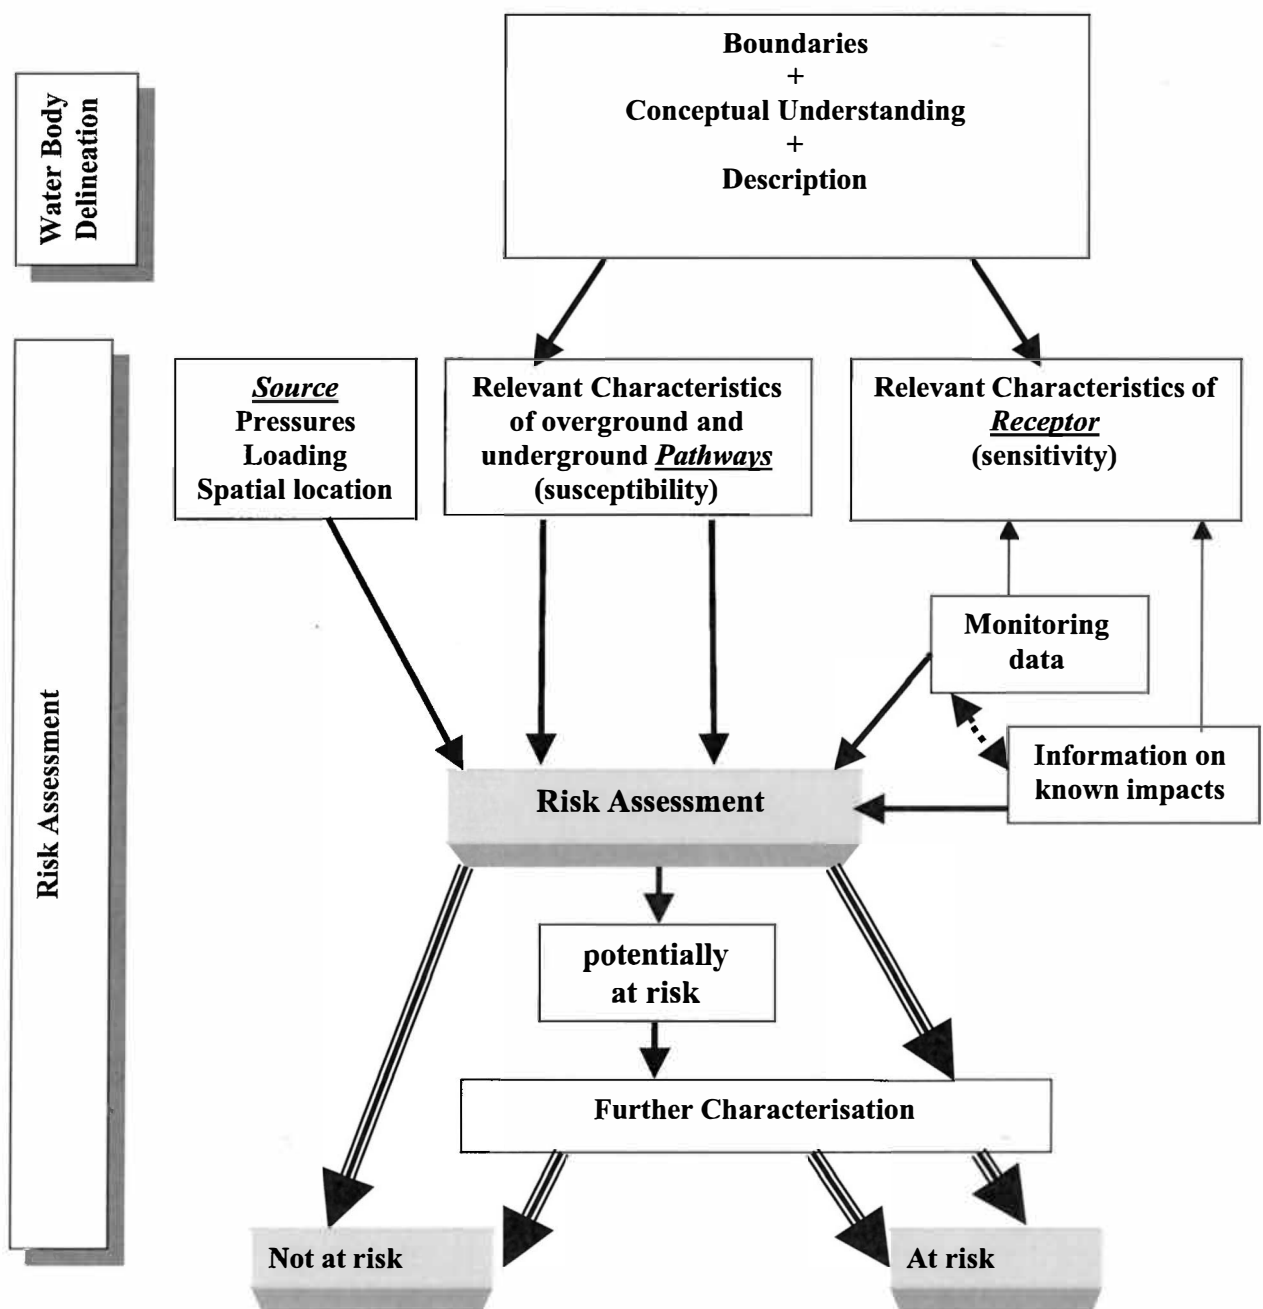 Boundaries
+
Conceptual Understanding
+
Description
Water Body
Delineation
Source
Pressures
Loading
Spatial location
Relevant Characteristics
of overground and
underground Pathways
(susceptibility)
Relevant Characteristics of
Receptor
(sensitivity)
Monitoring
data
Information on
known impacts
Risk Assessment
Risk Assessment
potentially
at risk
Further Characterisation
Not at risk
At risk